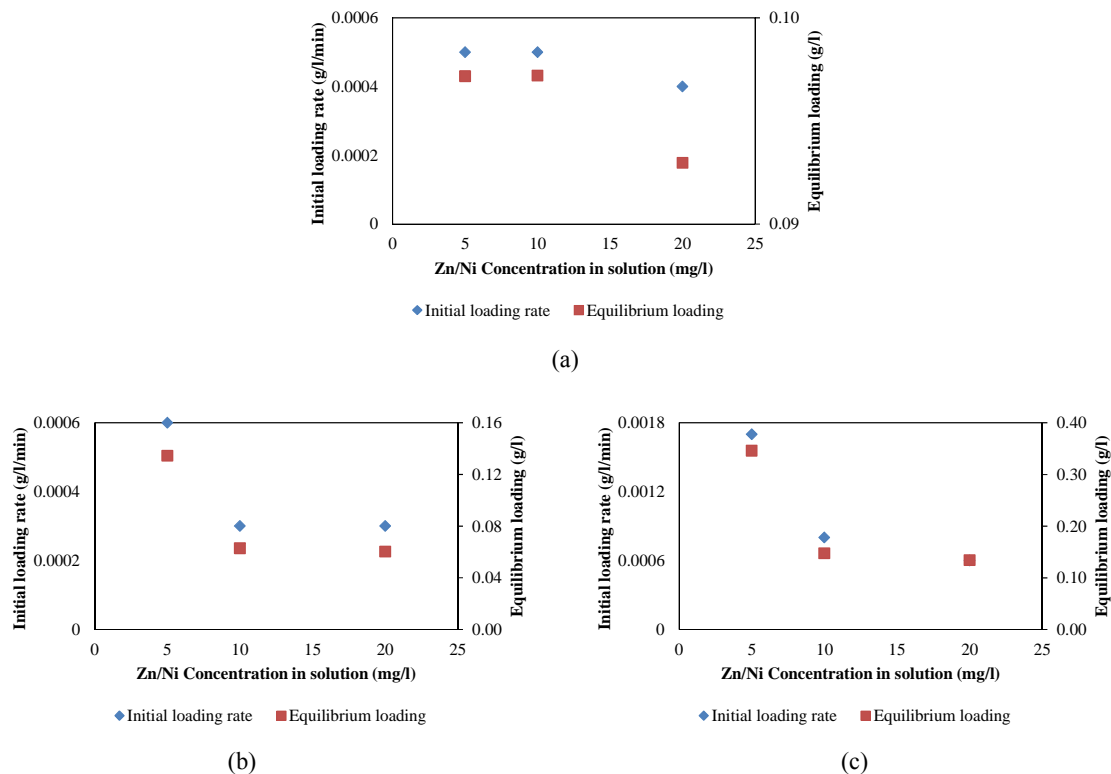 0.0006
0.0004
0.0002
0
0.10
0.09
0 5 10 15 20 25
Initial loading rate (g/l/min)
Equilibrium loading (g/l)
Zn/Ni Concentration in solution (mg/l)
Initial loading rate Equilibrium loading
(a)
0.0006
0.0004
0.0002
0
0.16
0.12
0.08
0.04
0.00
0 5 10 15 20 25
Initial loading rate (g/l/min)
Equilibrium loading (g/l)
Zn/Ni Concentration in solution (mg/l)
Initial loading rate Equilibrium loading
(b)
0.0018
0.0012
0.0006
0
0.40
0.30
0.20
0.10
0.00
0 5 10 15 20 25
Initial loading rate (g/l/min)
Equilibrium loading (g/l)
Zn/Ni Concentration in solution (mg/l)
Initial loading rate Equilibrium loading
(c)